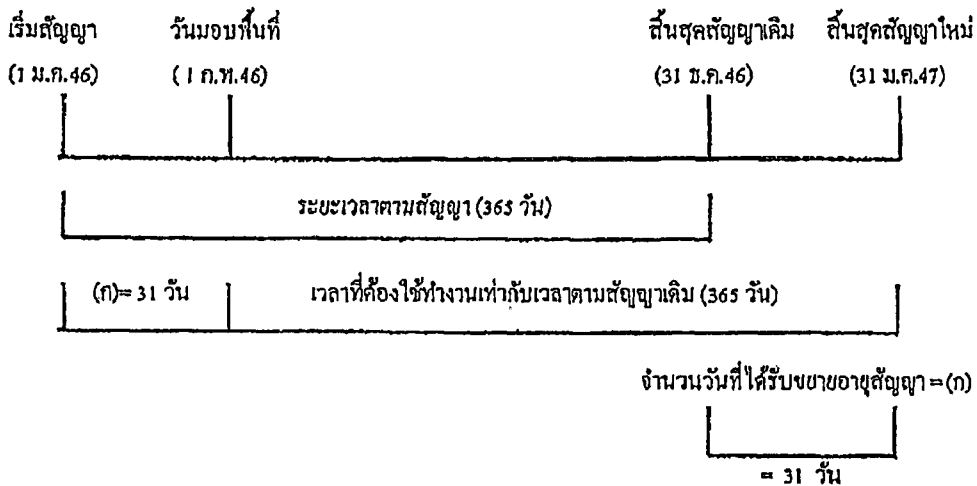 เริ่มสัญญา วันมอบพื้นที่ สิ้นสุดสัญญาเดิม สิ้นสุดสัญญาใหม่
(1 ม.ค.46) (1 ก.พ.46) (31 ธ.ค.46) (31 ม.ค.47)
ระยะเวลาตามสัญญา (365 วัน)
(ก)= 31 วัน เวลาที่ต้องใช้ทำงานเท่ากับเวลาตามสัญญาเดิม (365 วัน)
จำนวนวันที่ได้รับขยายอายุสัญญา =(ก)
= 31 วัน